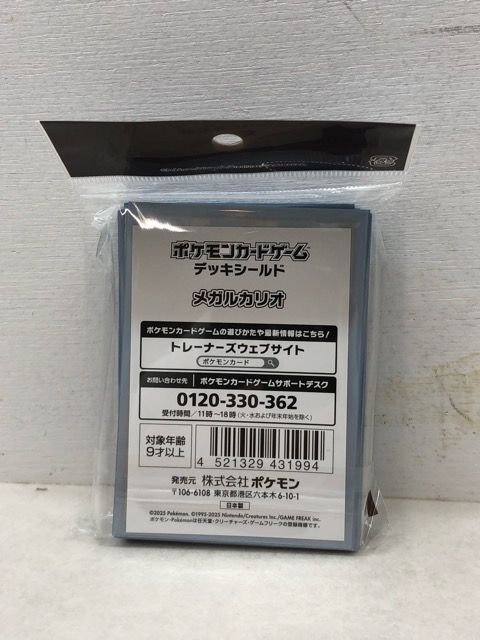 ポケモンカードゲーム
デッキシールド
メガルカリオ
ポケモンカードゲームの遊びかたや最新情報はこちら!
トレーナーズウェブサイト
ポケモンカード
お問い合わせ先 ポケモンカードゲームサポートデスク
0120-330-362
受付時間/11時～18時(火・水および年末年始を除く)
対象年齢
9才以上
4 521329 431994
発売元 株式会社ポケモン
〒106-6108 東京都港区六本木6-10-1
日本製
©2025 Pokémon. ©1995-2025 Nintendo/Creatures Inc./GAME FREAK inc.
ポケモン・Pokémonは任天堂・クリーチャーズ・ゲームフリークの登録商標です。